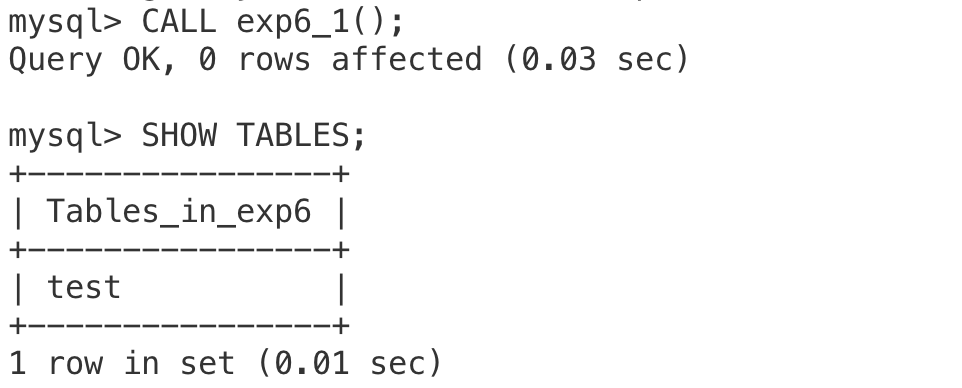 mysql> CALL exp6_1();
Query OK, 0 rows affected (0.03 sec)
mysql> SHOW TABLES;
+----------------+
| Tables_in_exp6 |
+----------------+
| test           |
+----------------+
1 row in set (0.01 sec)